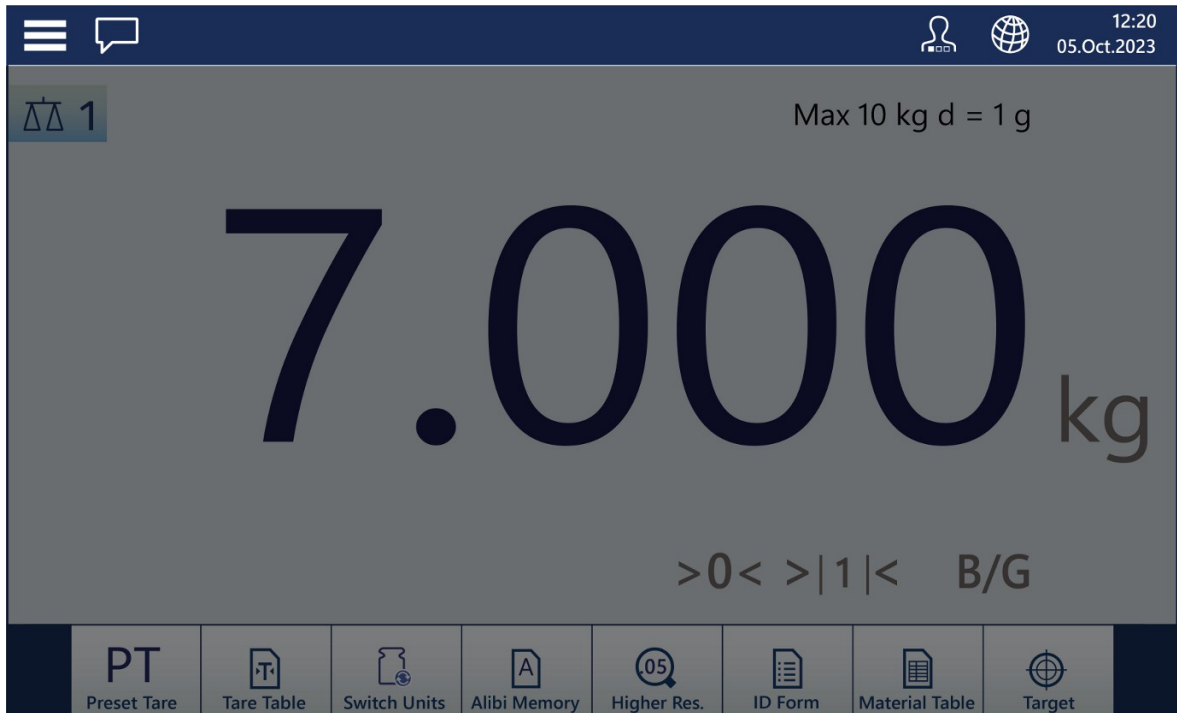 12:20
05.Oct.2023
1
Max 10 kg d = 1 g
7.000 kg
>0< >|1|< B/G
PT
Preset Tare
T
Tare Table
Switch Units
A
Alibi Memory
.05
Higher Res.
ID Form
Material Table
Target